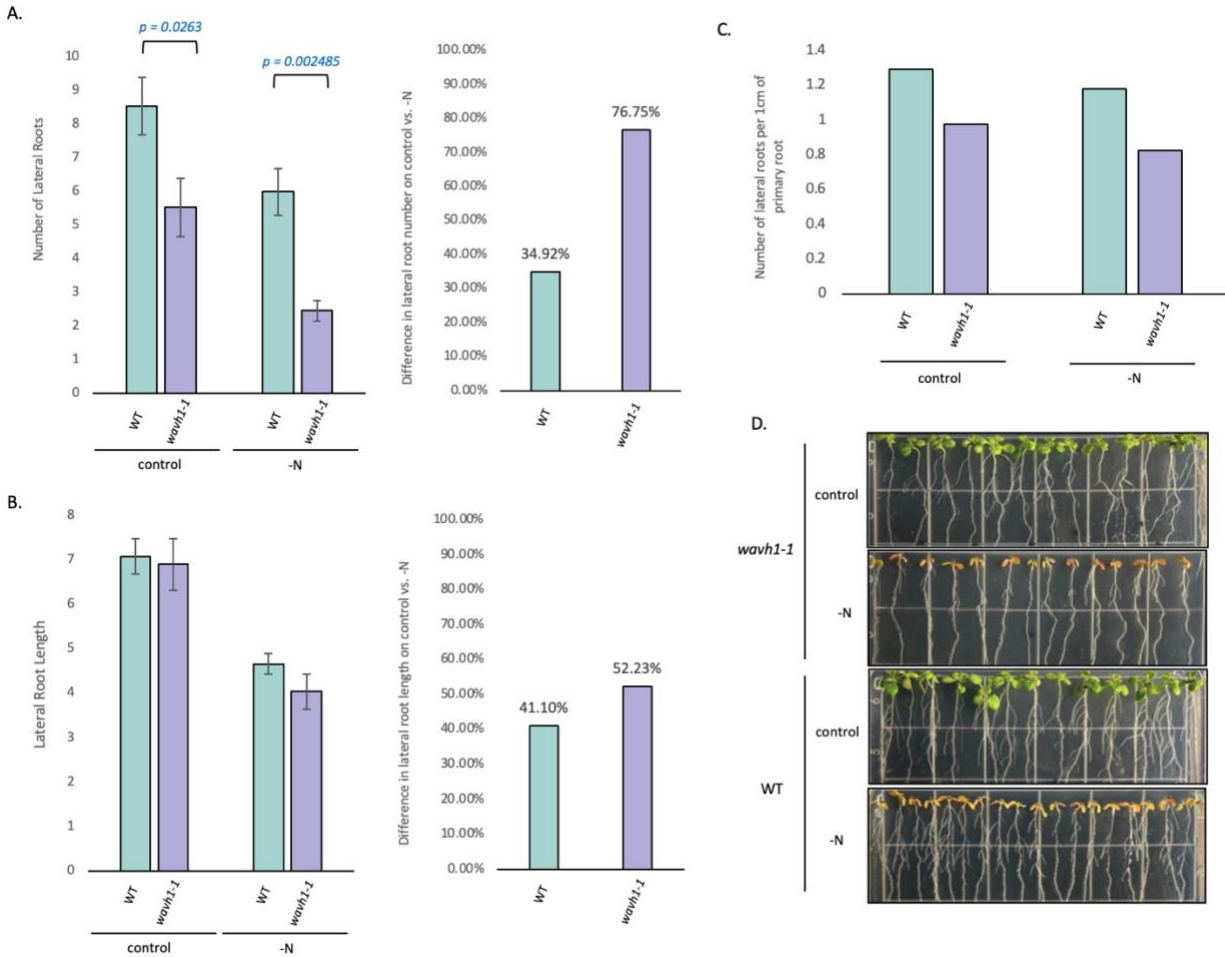 A.
p = 0.0263
p = 0.002485
Number of Lateral Roots
10
9
8
7
6
5
4
3
2
1
0
WT
wavh1-1
WT
wavh1-1
control
-N
Difference in lateral root number on control vs. -N
100.00%
90.00%
80.00%
70.00%
60.00%
50.00%
40.00%
30.00%
20.00%
10.00%
0.00%
34.92%
76.75%
WT
wavh1-1
B.
Lateral Root Length
8
7
6
5
4
3
2
1
0
WT
wavh1-1
WT
wavh1-1
control
-N
Difference in lateral root length on control vs. -N
100.00%
90.00%
80.00%
70.00%
60.00%
50.00%
40.00%
30.00%
20.00%
10.00%
0.00%
41.10%
52.23%
WT
wavh1-1
C.
Number of lateral roots per 1cm of
primary root
1.4
1.2
1
0.8
0.6
0.4
0.2
0
WT
wavh1-1
WT
wavh1-1
control
-N
D.
wavh1-1
control
-N
WT
control
-N